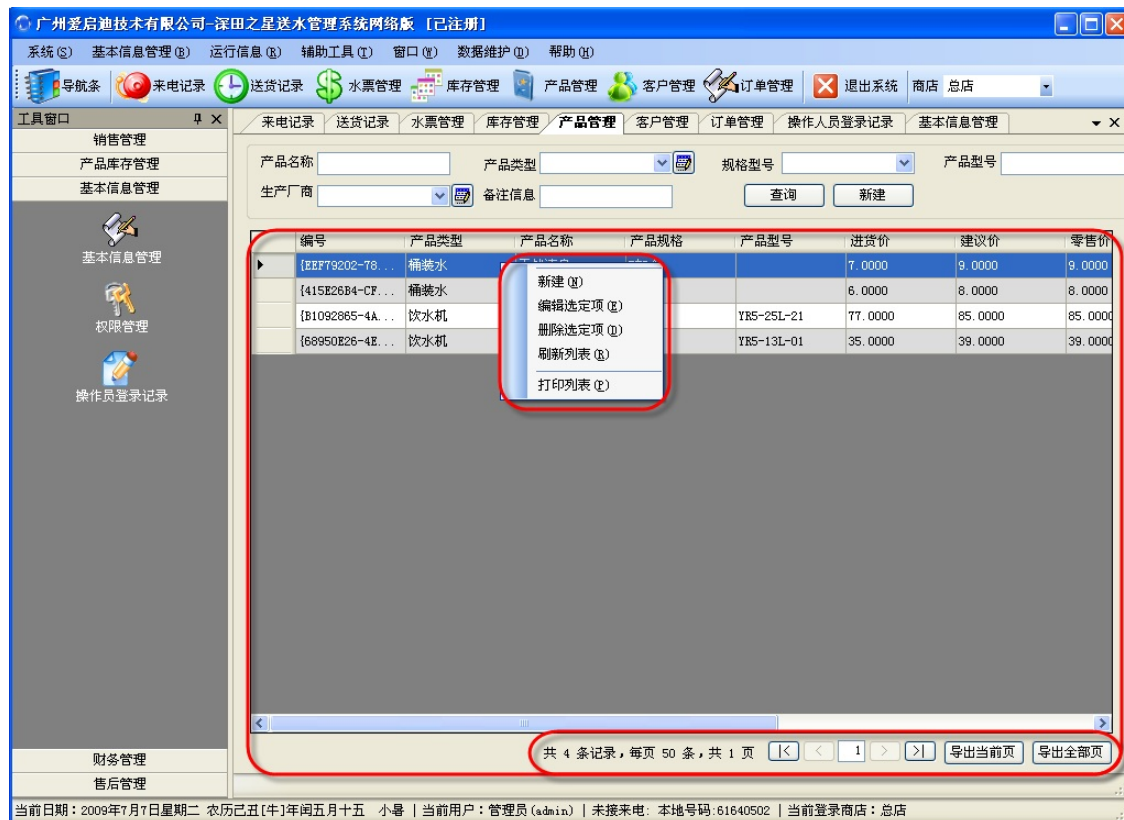 广州爱启迪技术有限公司-深田之星送水管理系统网络版 [已注册]
系统(S) 基本信息管理(B) 运行信息(R) 辅助工具(T) 窗口(W) 数据维护(D) 帮助(H)
导航条 来电记录 送货记录 水票管理 库存管理 产品管理 客户管理 订单管理 退出系统 商店 总店
工具窗口
来电记录 送货记录 水票管理 库存管理 产品管理 客户管理 订单管理 操作人员登录记录 基本信息管理
销售管理
产品库存管理
基本信息管理
基本信息管理
权限管理
操作员登录记录
财务管理
售后管理
产品名称 产品类型 规格型号 产品型号
生产厂商 备注信息 查询 新建
编号 产品类型 产品名称 产品规格 产品型号 进货价 建议价 零售价
{EEF79202-78... 桶装水 7.0000 9.0000 9.0000
{415E26B4-CF... 桶装水 6.0000 8.0000 8.0000
{B1092865-4A... 饮水机 YR5-25L-21 77.0000 85.0000 85.0000
{68950E26-4E... 饮水机 YR5-13L-01 35.0000 39.0000 39.0000
新建(N)
编辑选定项(E)
删除选定项(D)
刷新列表(R)
打印列表(P)
共 4 条记录,每页 50 条,共 1 页 1 导出当前页 导出全部页
当前日期:2009年7月7日星期二 农历己丑[牛]年闰五月十五 小暑 | 当前用户:管理员(admin) | 未接来电: 本地号码:61640502 | 当前登录商店:总店